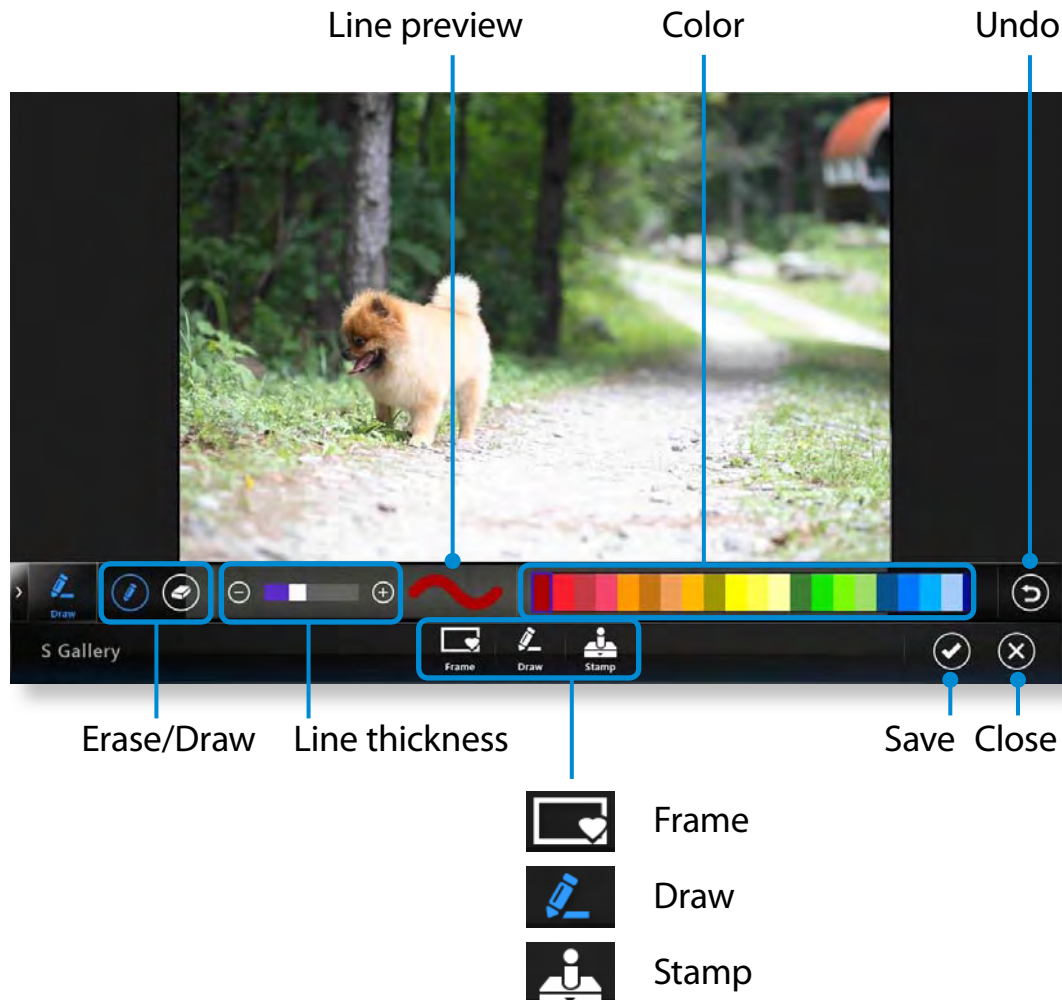 Line preview Color Undo
Draw
S Gallery
Frame Draw Stamp
Erase/Draw Line thickness Save Close
Frame
Draw
Stamp